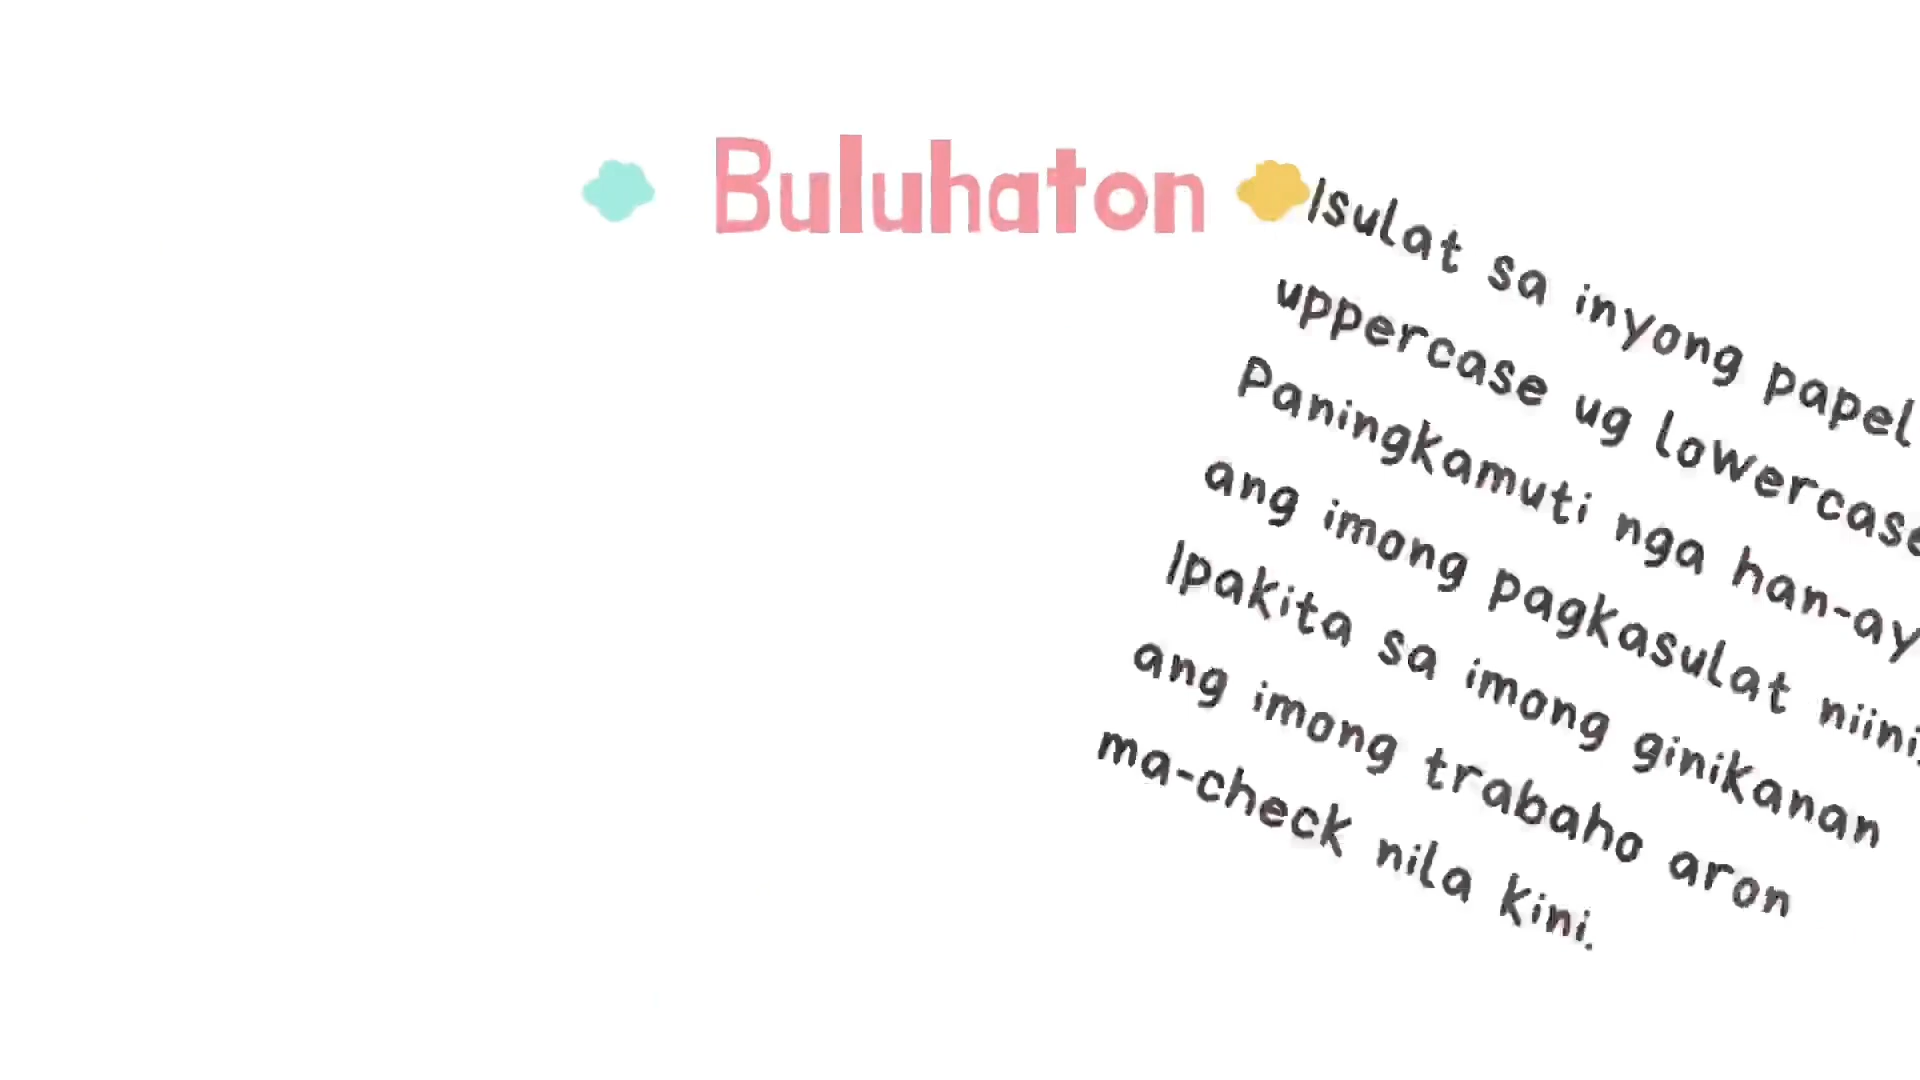 Buluhaton
Isulat sa inyong papel
uppercase ug lowercase
Paningkamuti nga han-ay
ang imong pagkasulat niini
Ipakita sa imong ginikanan
ang imong trabaho aron
ma-check nila kini.